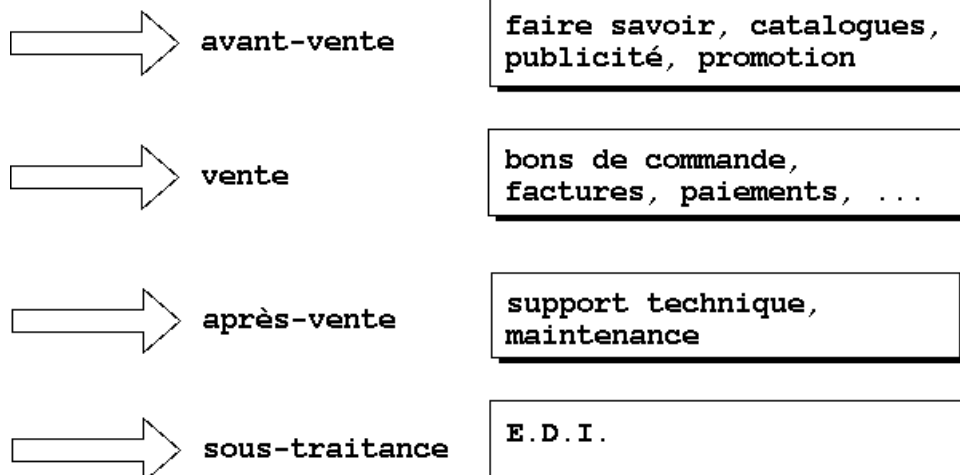 avant-vente
faire savoir, catalogues,
publicité, promotion
vente
bons de commande,
factures, paiements, ...
après-vente
support technique,
maintenance
sous-traitance
E.D.I.